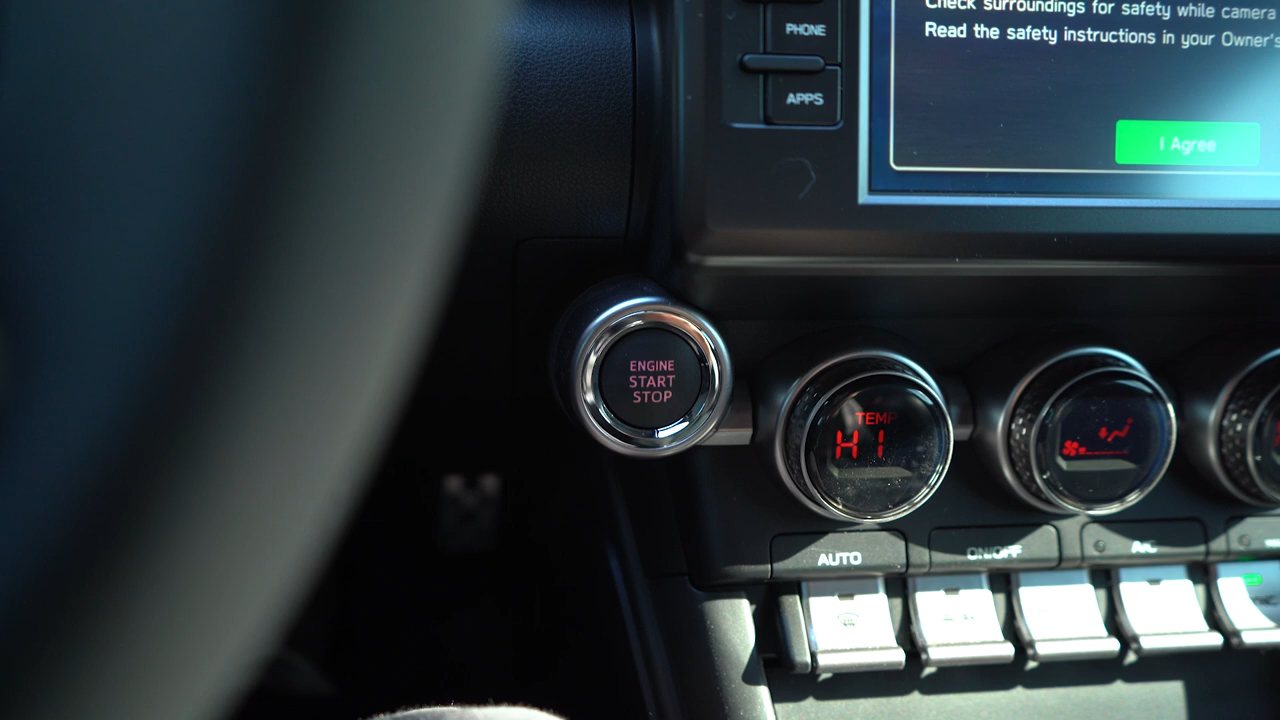 Check surroundings for safety while camera
Read the safety instructions in your Owner's
PHONE
APPS
I Agree
ENGINE
START
STOP
TEMP
HI
AUTO
ON/OFF
A/C